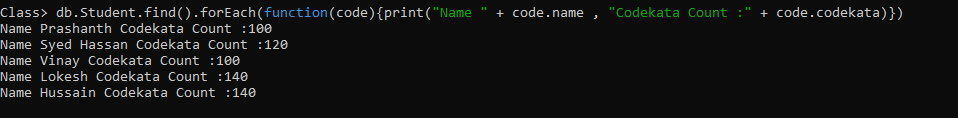 Class> db.Student.find().forEach(function(code){print("Name " + code.name , "Codekata Count :" + code.codekata)})
Name Prashanth Codekata Count :100
Name Syed Hassan Codekata Count :120
Name Vinay Codekata Count :100
Name Lokesh Codekata Count :140
Name Hussain Codekata Count :140